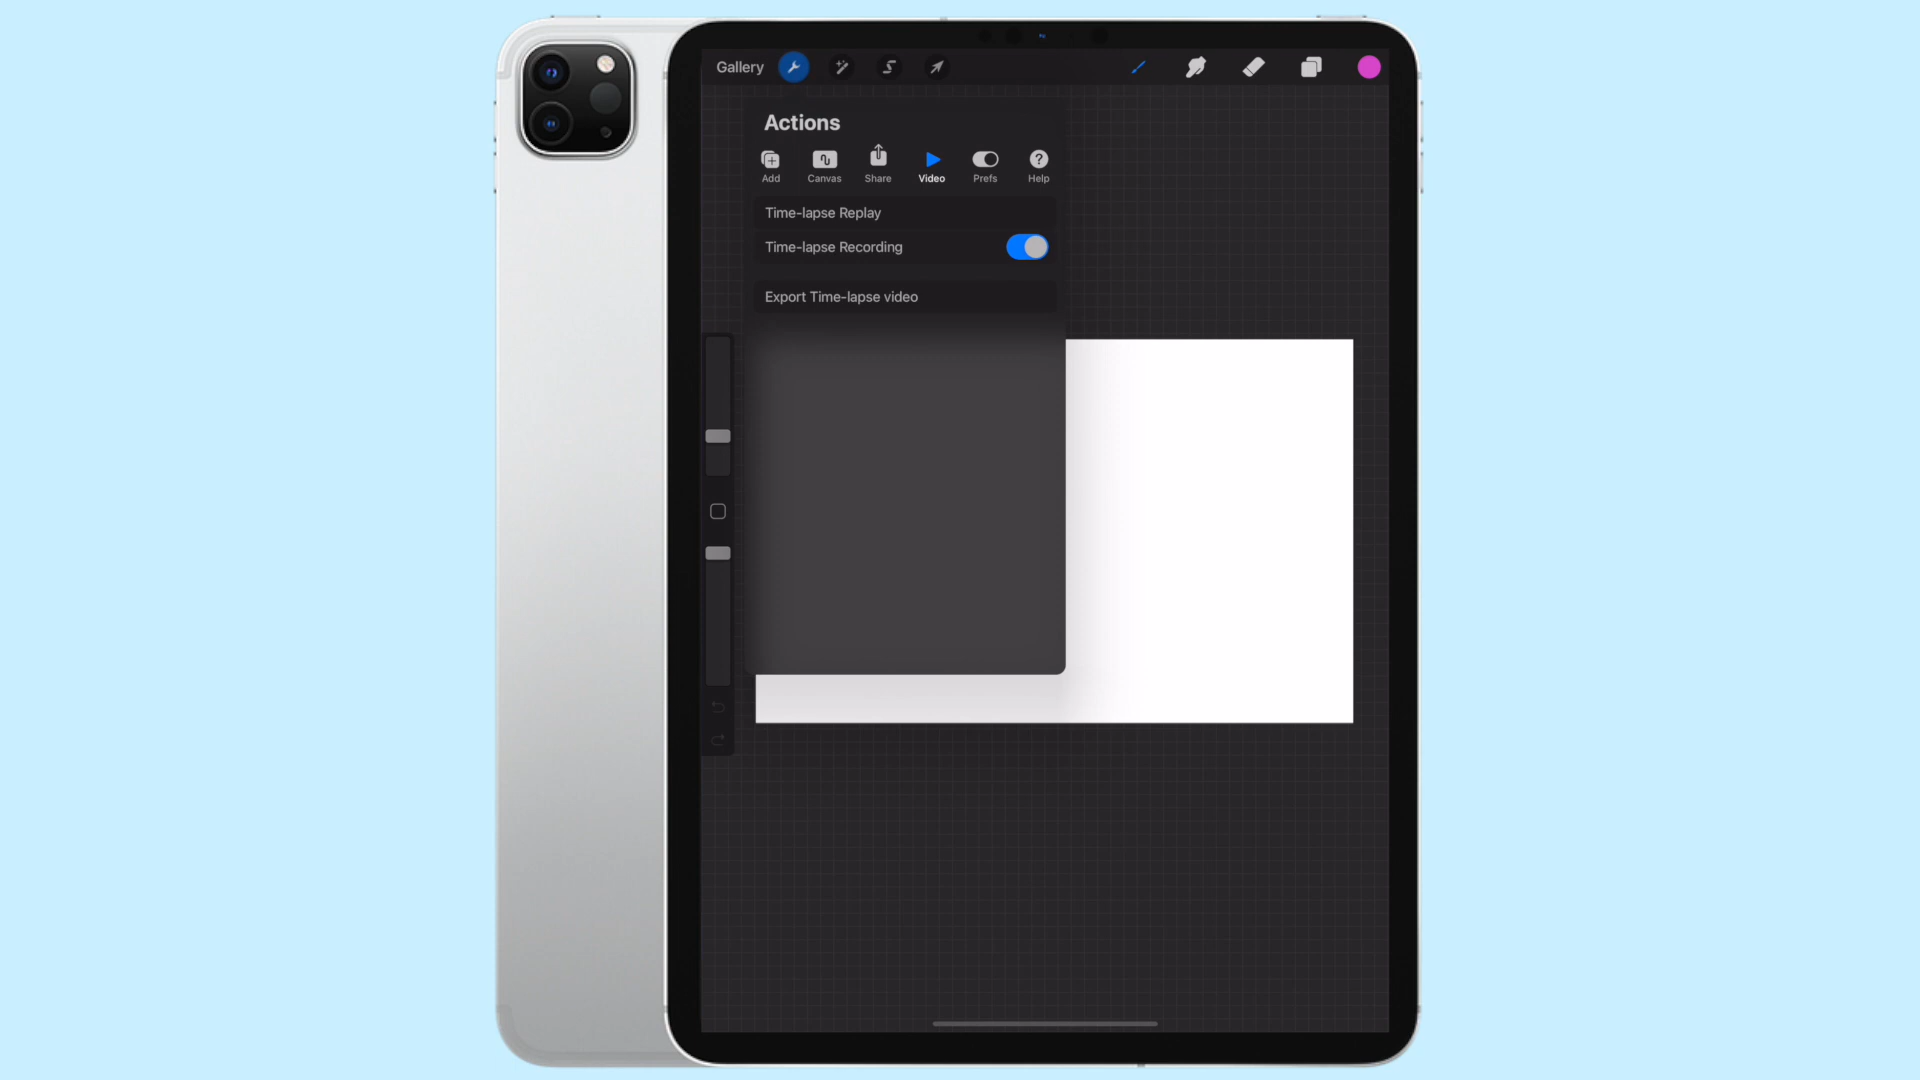 Gallery
Actions
Add Canvas Share Video Prefs Help
Time-lapse Replay
Time-lapse Recording
Export Time-lapse video